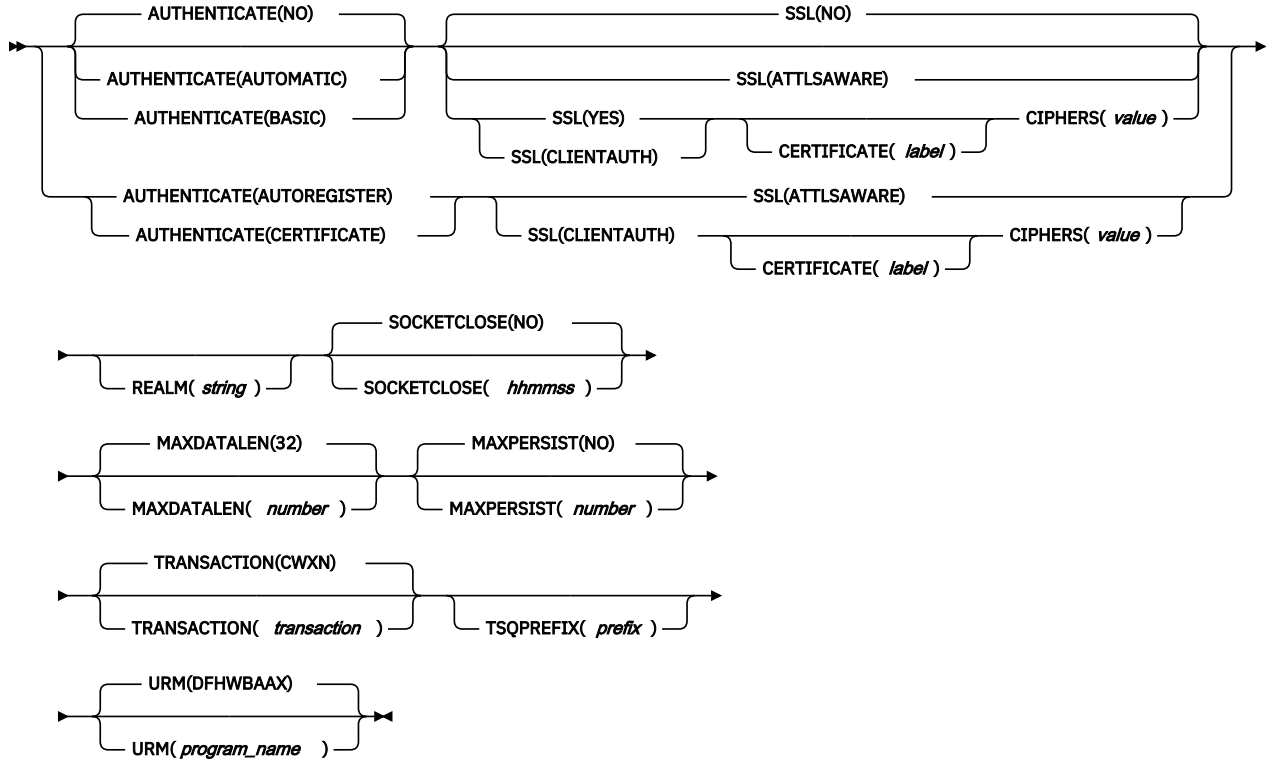 AUTHENTICATE(NO) SSL(NO)
AUTHENTICATE(AUTOMATIC) SSL(ATTLSAWARE)
AUTHENTICATE(BASIC) SSL(YES) CIPHERS( value )
SSL(CLIENTAUTH) CERTIFICATE( label )
AUTHENTICATE(AUTOREGISTER) SSL(ATTLSAWARE)
AUTHENTICATE(CERTIFICATE) SSL(CLIENTAUTH) CIPHERS( value )
CERTIFICATE( label )
SOCKETCLOSE(NO)
REALM( string ) SOCKETCLOSE( hhmmss )
MAXDATALEN(32) MAXPERSIST(NO)
MAXDATALEN( number ) MAXPERSIST( number )
TRANSACTION(CWXN)
TRANSACTION( transaction ) TSQPREFIX( prefix )
URM(DFHWBAAX)
URM( program_name )